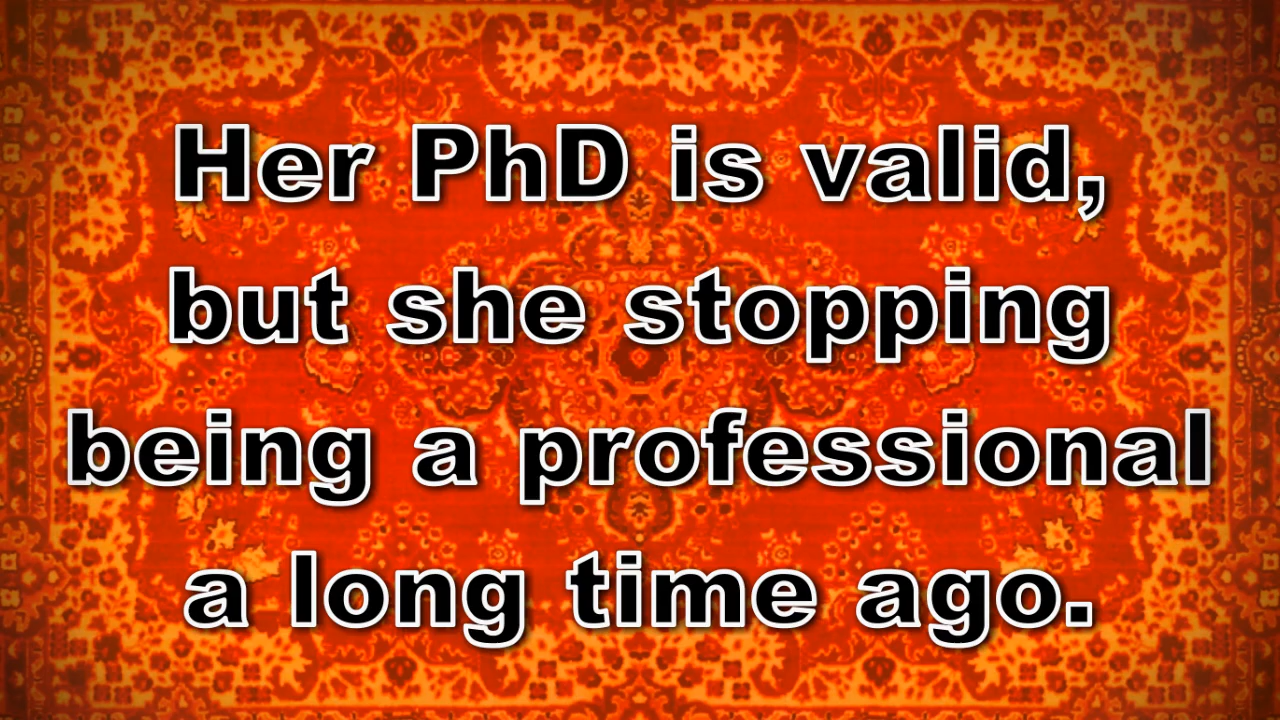 Her PhD is valid,
but she stopping
being a professional
a long time ago.